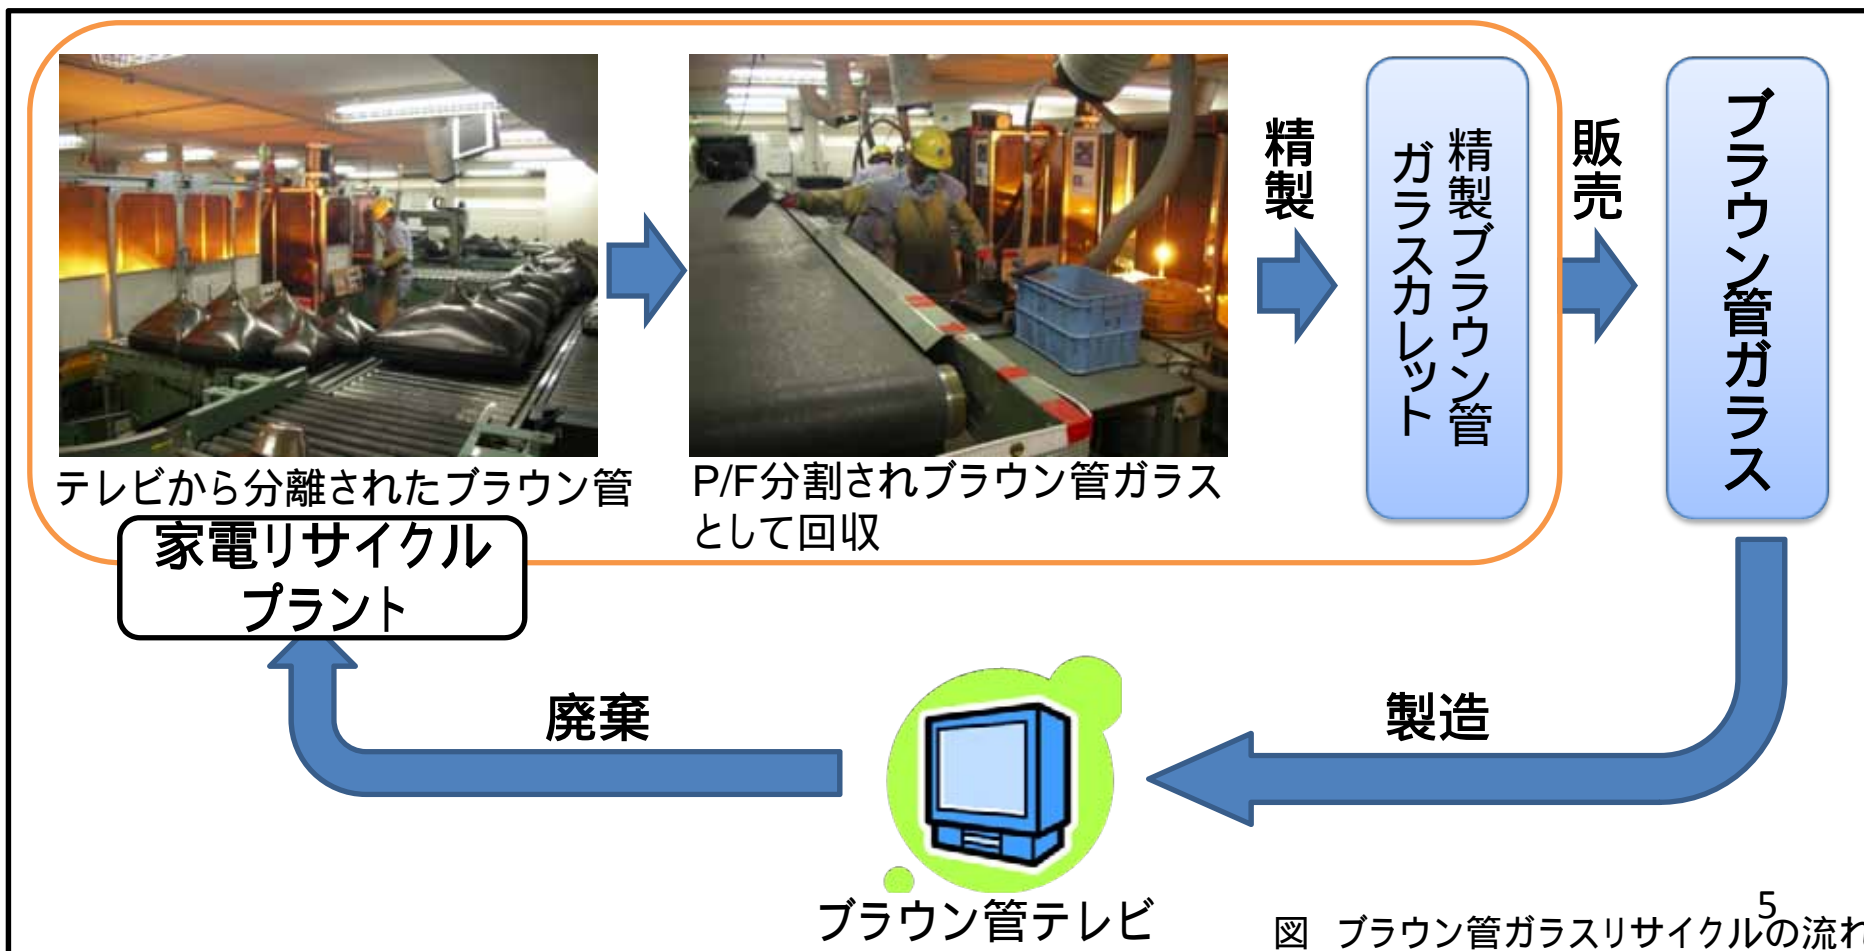 テレビから分離されたブラウン管
P/F分割されブラウン管ガラス
として回収
精製
精製ブラウン管
ガラスカレット
販売
ブラウン管ガラス
家電リサイクル
プラント
廃棄
製造
ブラウン管テレビ
5
図 ブラウン管ガラスリサイクルの流れ